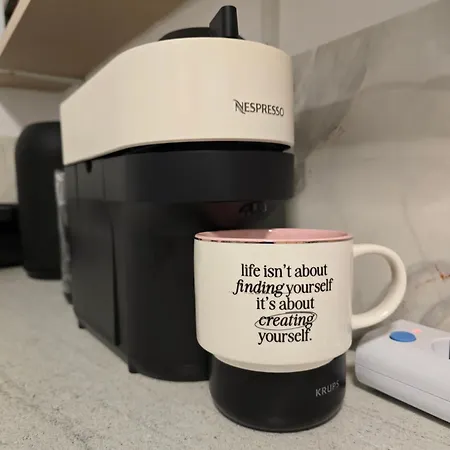 NESPRESSO
life isn't about
finding yourself
it's about
creating
yourself.
KRUPS